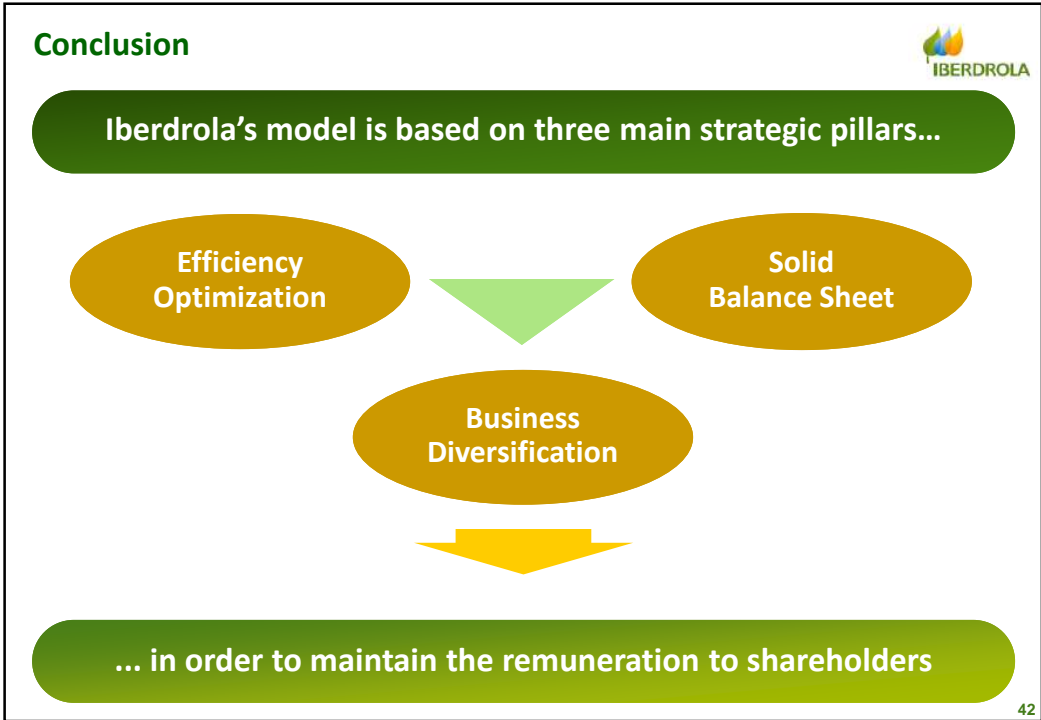 Conclusion
IBERDROLA
Iberdrola’s model is based on three main strategic pillars…
Efficiency
Optimization
Solid
Balance Sheet
Business
Diversification
... in order to maintain the remuneration to shareholders
42